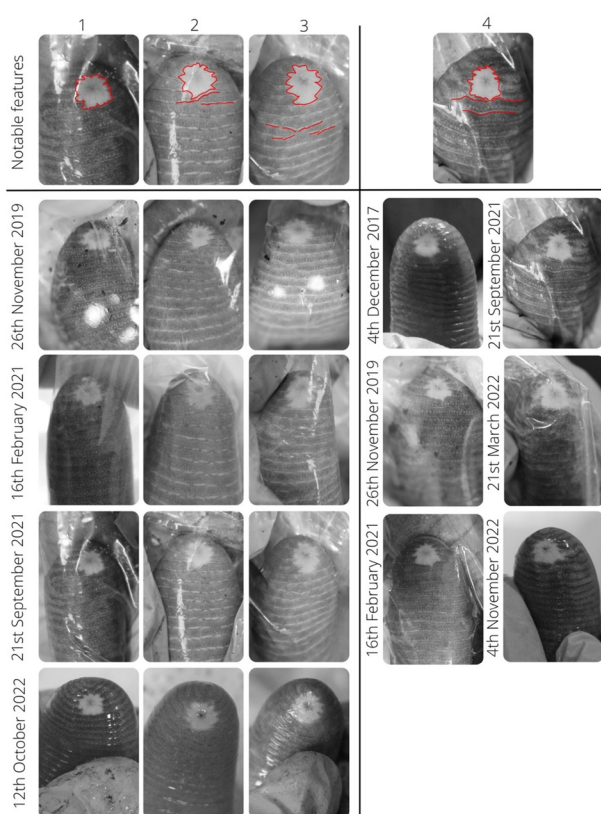 1
2
3
4
Notable features
26th November 2019
16th February 2021
21st September 2021
12th October 2022
4th December 2017
21st September 2021
26th November 2019
21st March 2022
16th February 2021
4th November 2022